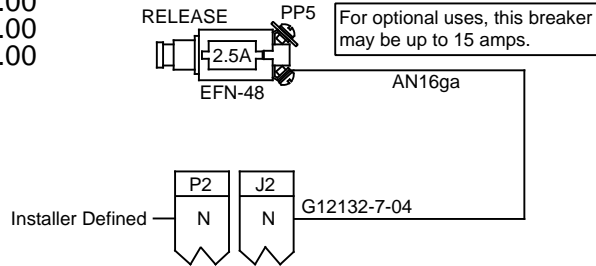 .00
.00
.00
RELEASE
PP5
For optional uses, this breaker
may be up to 15 amps.
2.5A
EFN-48
AN16ga
P2
J2
Installer Defined
N
N
G12132-7-04